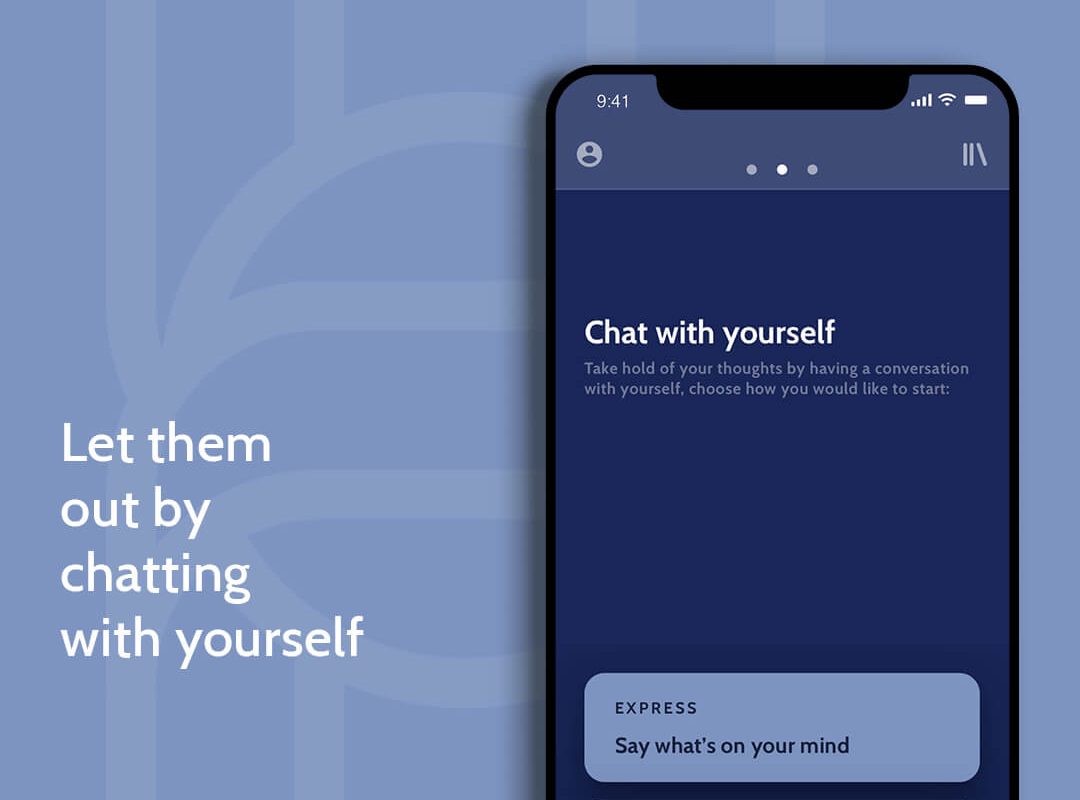 Let them
out by
chatting
with yourself
9:41
Chat with yourself
Take hold of your thoughts by having a conversation
with yourself, choose how you would like to start:
EXPRESS
Say what’s on your mind